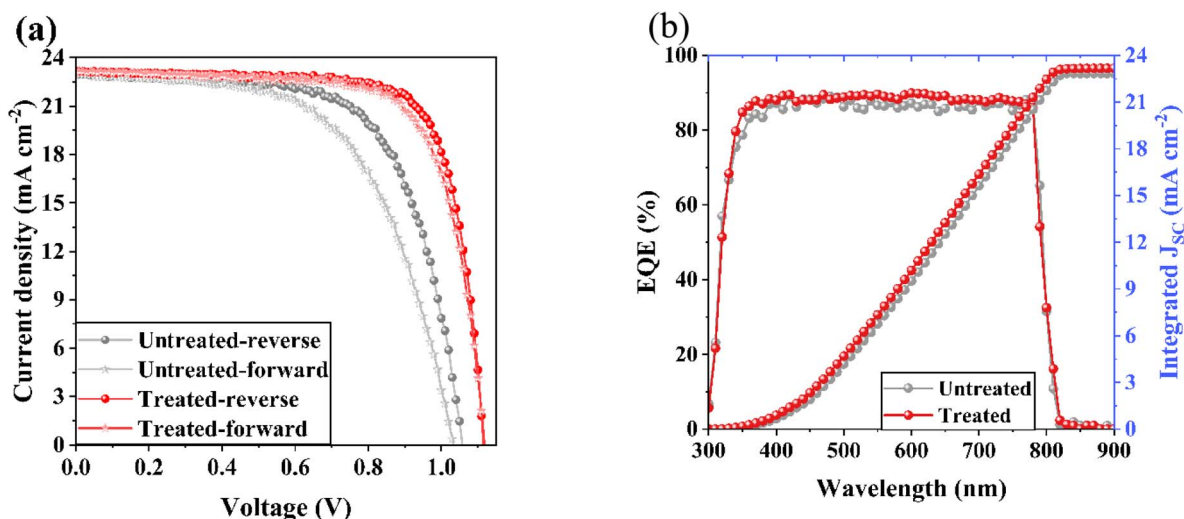 (a)
24
21
18
15
12
9
6
3
0
Current density (mA cm-2)
0.0 0.2 0.4 0.6 0.8 1.0
Voltage (V)
Untreated-reverse
Untreated-forward
Treated-reverse
Treated-forward
(b)
100
80
60
40
20
0
EQE (%)
300 400 500 600 700 800 900
Wavelength (nm)
24
21
18
15
12
9
6
3
0
Integrated JSC (mA cm-2)
Untreated
Treated